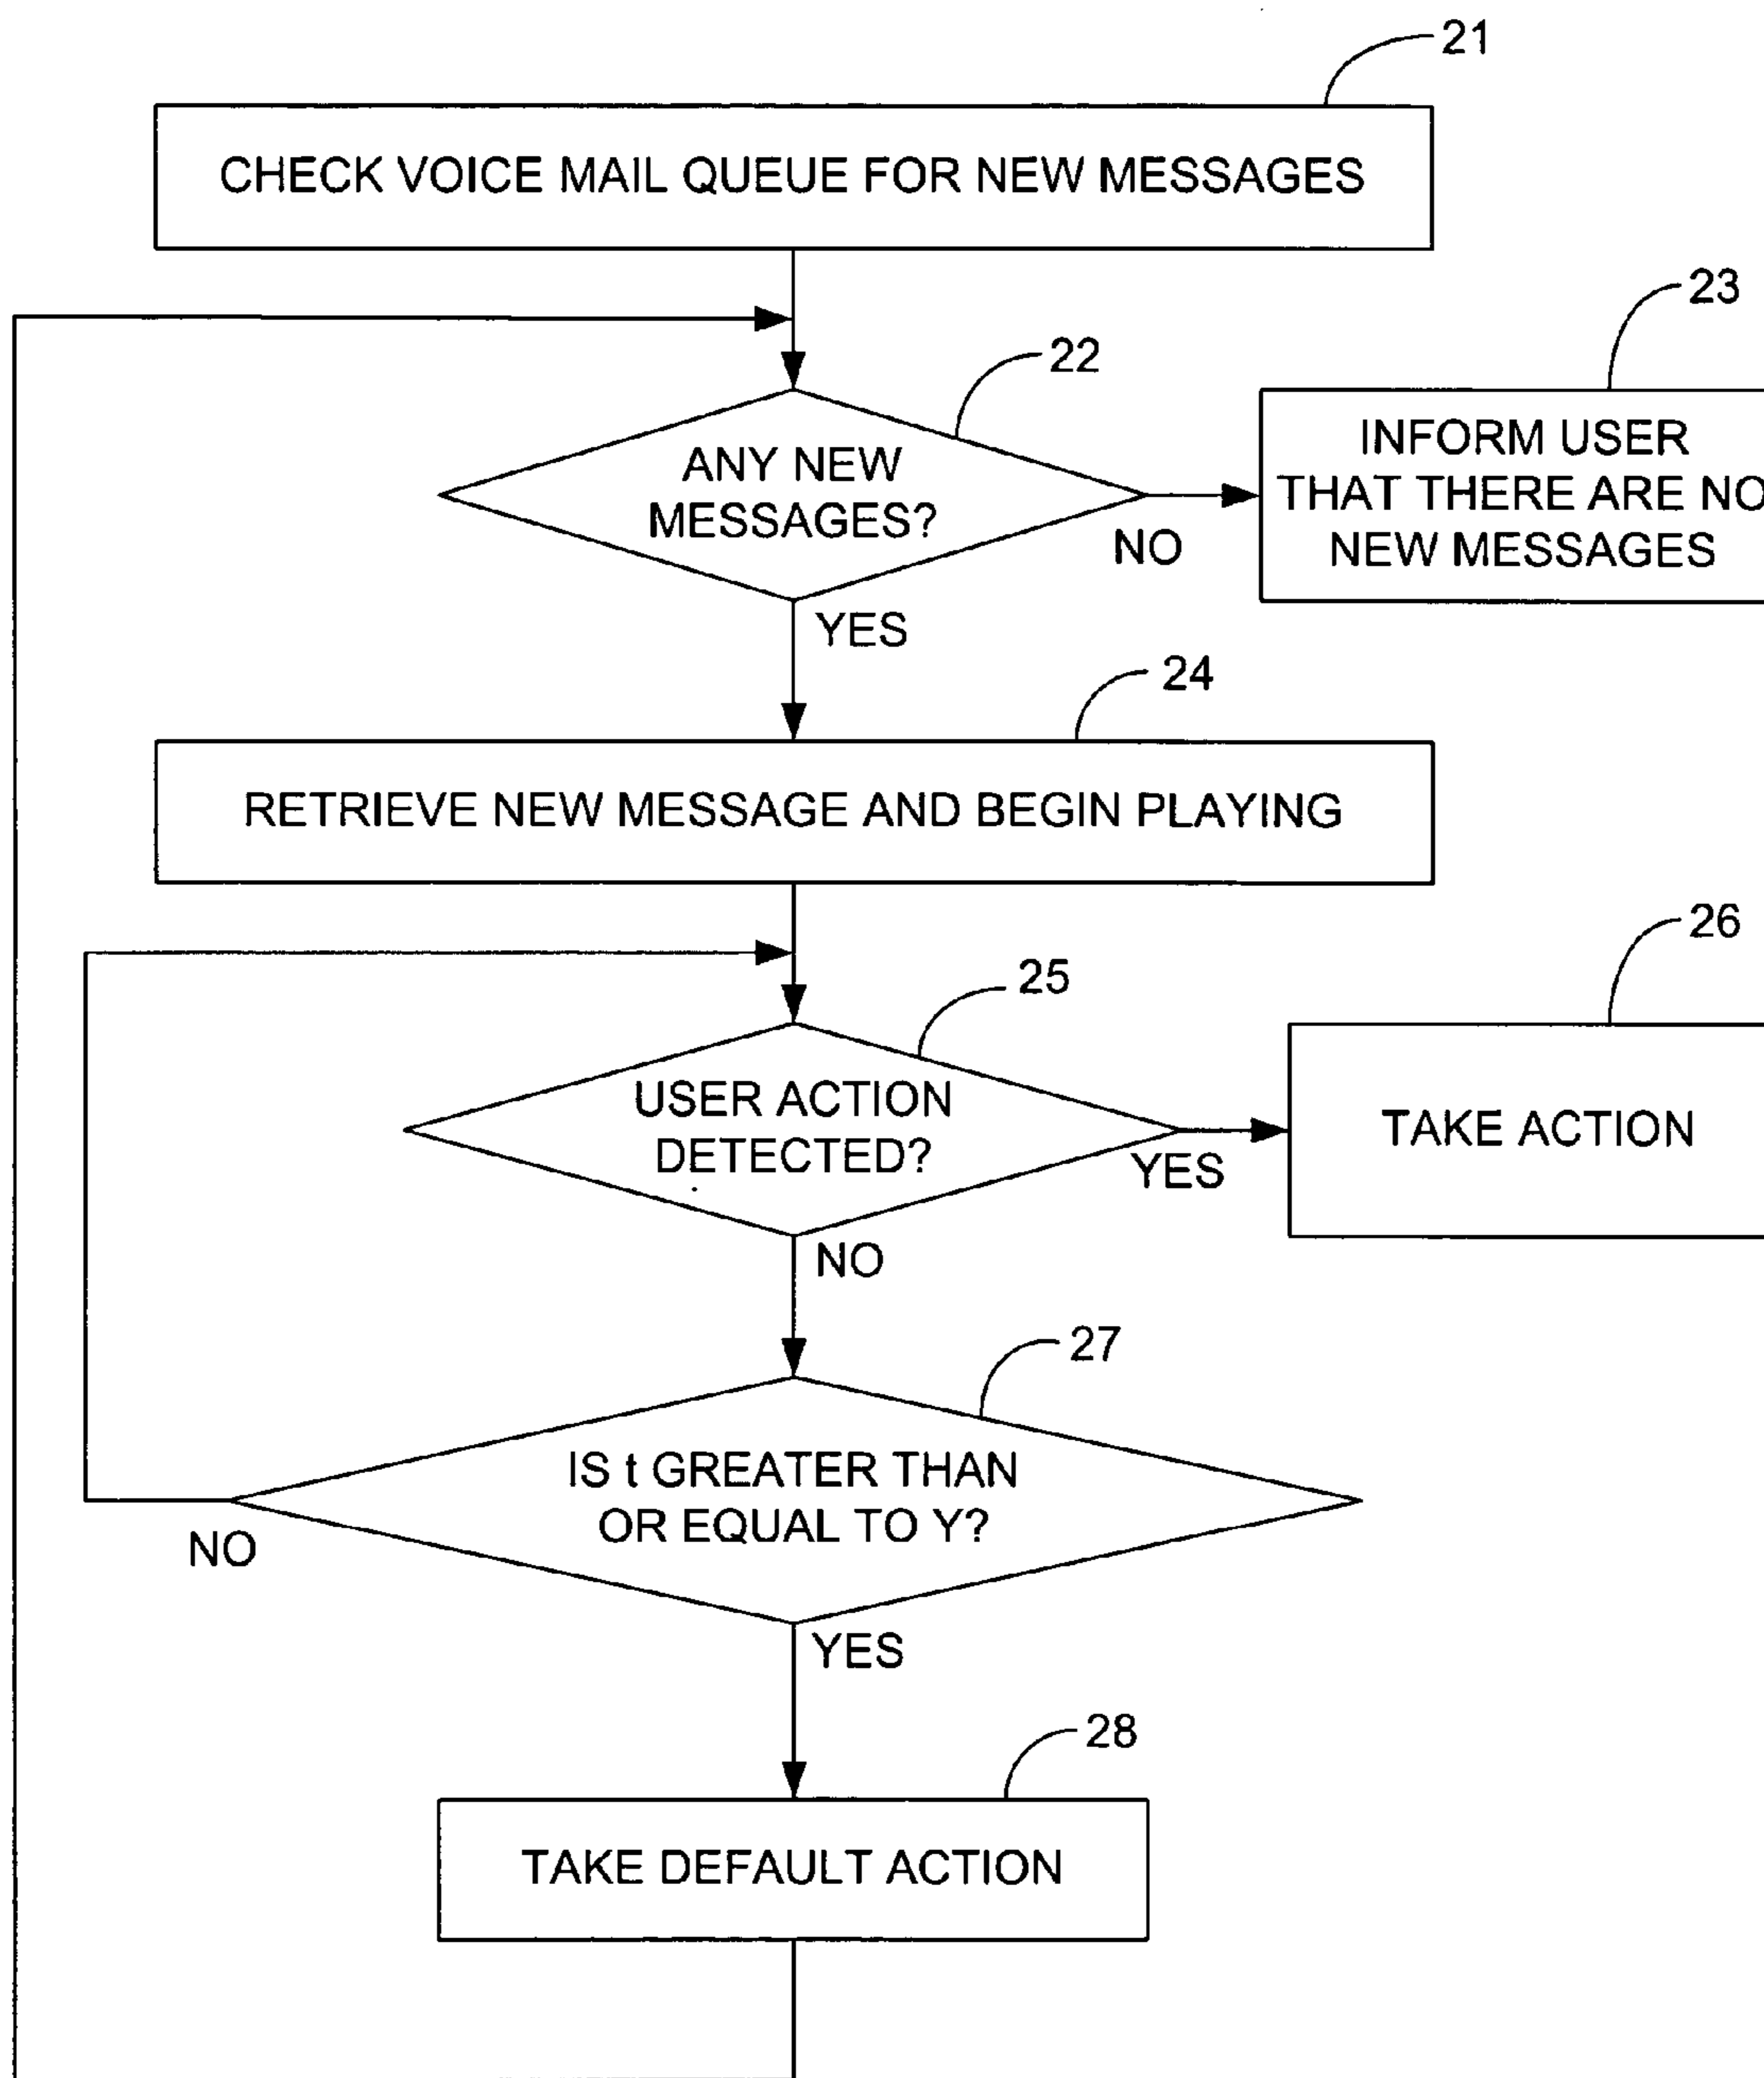 21
CHECK VOICE MAIL QUEUE FOR NEW MESSAGES
22
ANY NEW
MESSAGES?
NO
YES
23
INFORM USER
THAT THERE ARE NO
NEW MESSAGES
24
RETRIEVE NEW MESSAGE AND BEGIN PLAYING
25
USER ACTION
DETECTED?
YES
NO
26
TAKE ACTION
27
IS t GREATER THAN
OR EQUAL TO Y?
NO
YES
28
TAKE DEFAULT ACTION